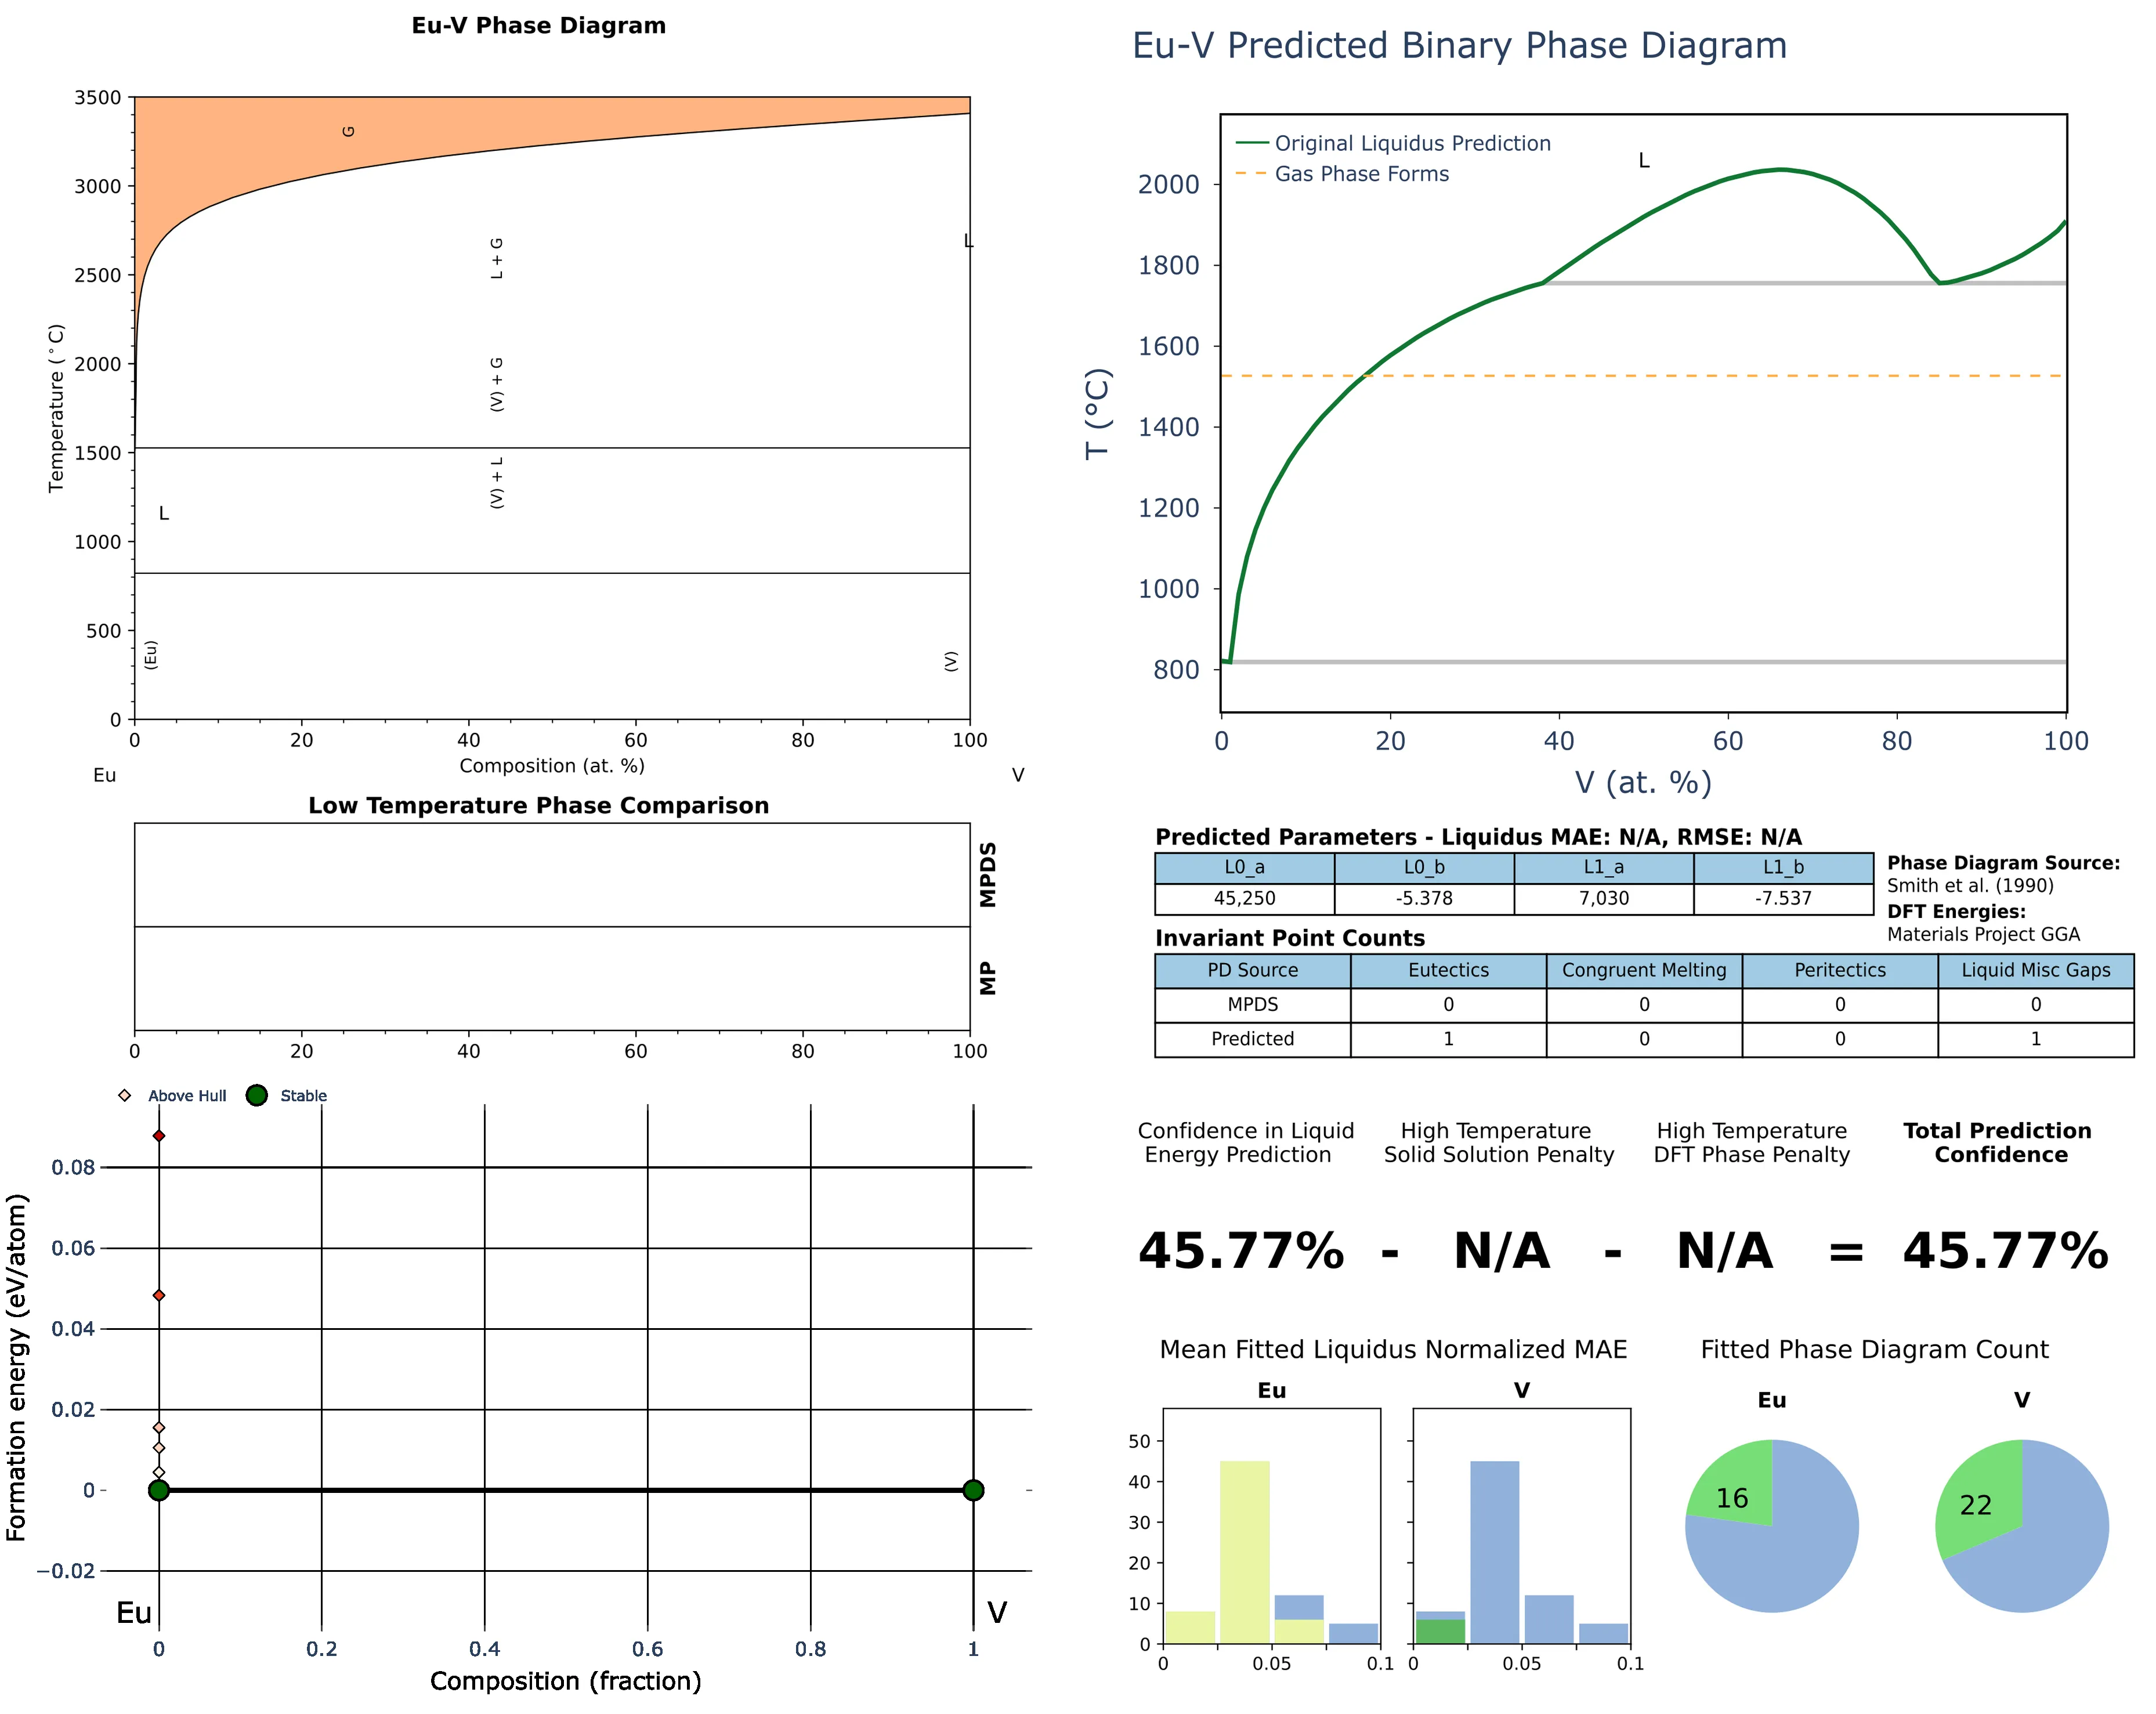 Eu-V Phase Diagram
3500
3000
2500
2000
1500
1000
500
0
Temperature (°C)
G
L + G
L
(V) + G
(V) + L
L
(Eu)
(V)
0 20 40 60 80 100
Composition (at. %)
Eu V
Low Temperature Phase Comparison
MPDS
MP
0 20 40 60 80 100
Above Hull Stable
0.08
0.06
0.04
0.02
0
−0.02
Formation energy (eV/atom)
Eu V
0 0.2 0.4 0.6 0.8 1
Composition (fraction)
Eu-V Predicted Binary Phase Diagram
Original Liquidus Prediction
Gas Phase Forms
L
2000
1800
1600
1400
1200
1000
800
T (°C)
0 20 40 60 80 100
V (at. %)
Predicted Parameters - Liquidus MAE: N/A, RMSE: N/A
L0_a L0_b L1_a L1_b
45,250 -5.378 7,030 -7.537
Phase Diagram Source:
Smith et al. (1990)
DFT Energies:
Materials Project GGA
Invariant Point Counts
PD Source Eutectics Congruent Melting Peritectics Liquid Misc Gaps
MPDS 0 0 0 0
Predicted 1 0 0 1
Confidence in Liquid
Energy Prediction
High Temperature
Solid Solution Penalty
High Temperature
DFT Phase Penalty
Total Prediction
Confidence
45.77% - N/A - N/A = 45.77%
Mean Fitted Liquidus Normalized MAE
Eu V
50
40
30
20
10
0
0 0.05 0.1 0 0.05 0.1
Fitted Phase Diagram Count
Eu V
16 22